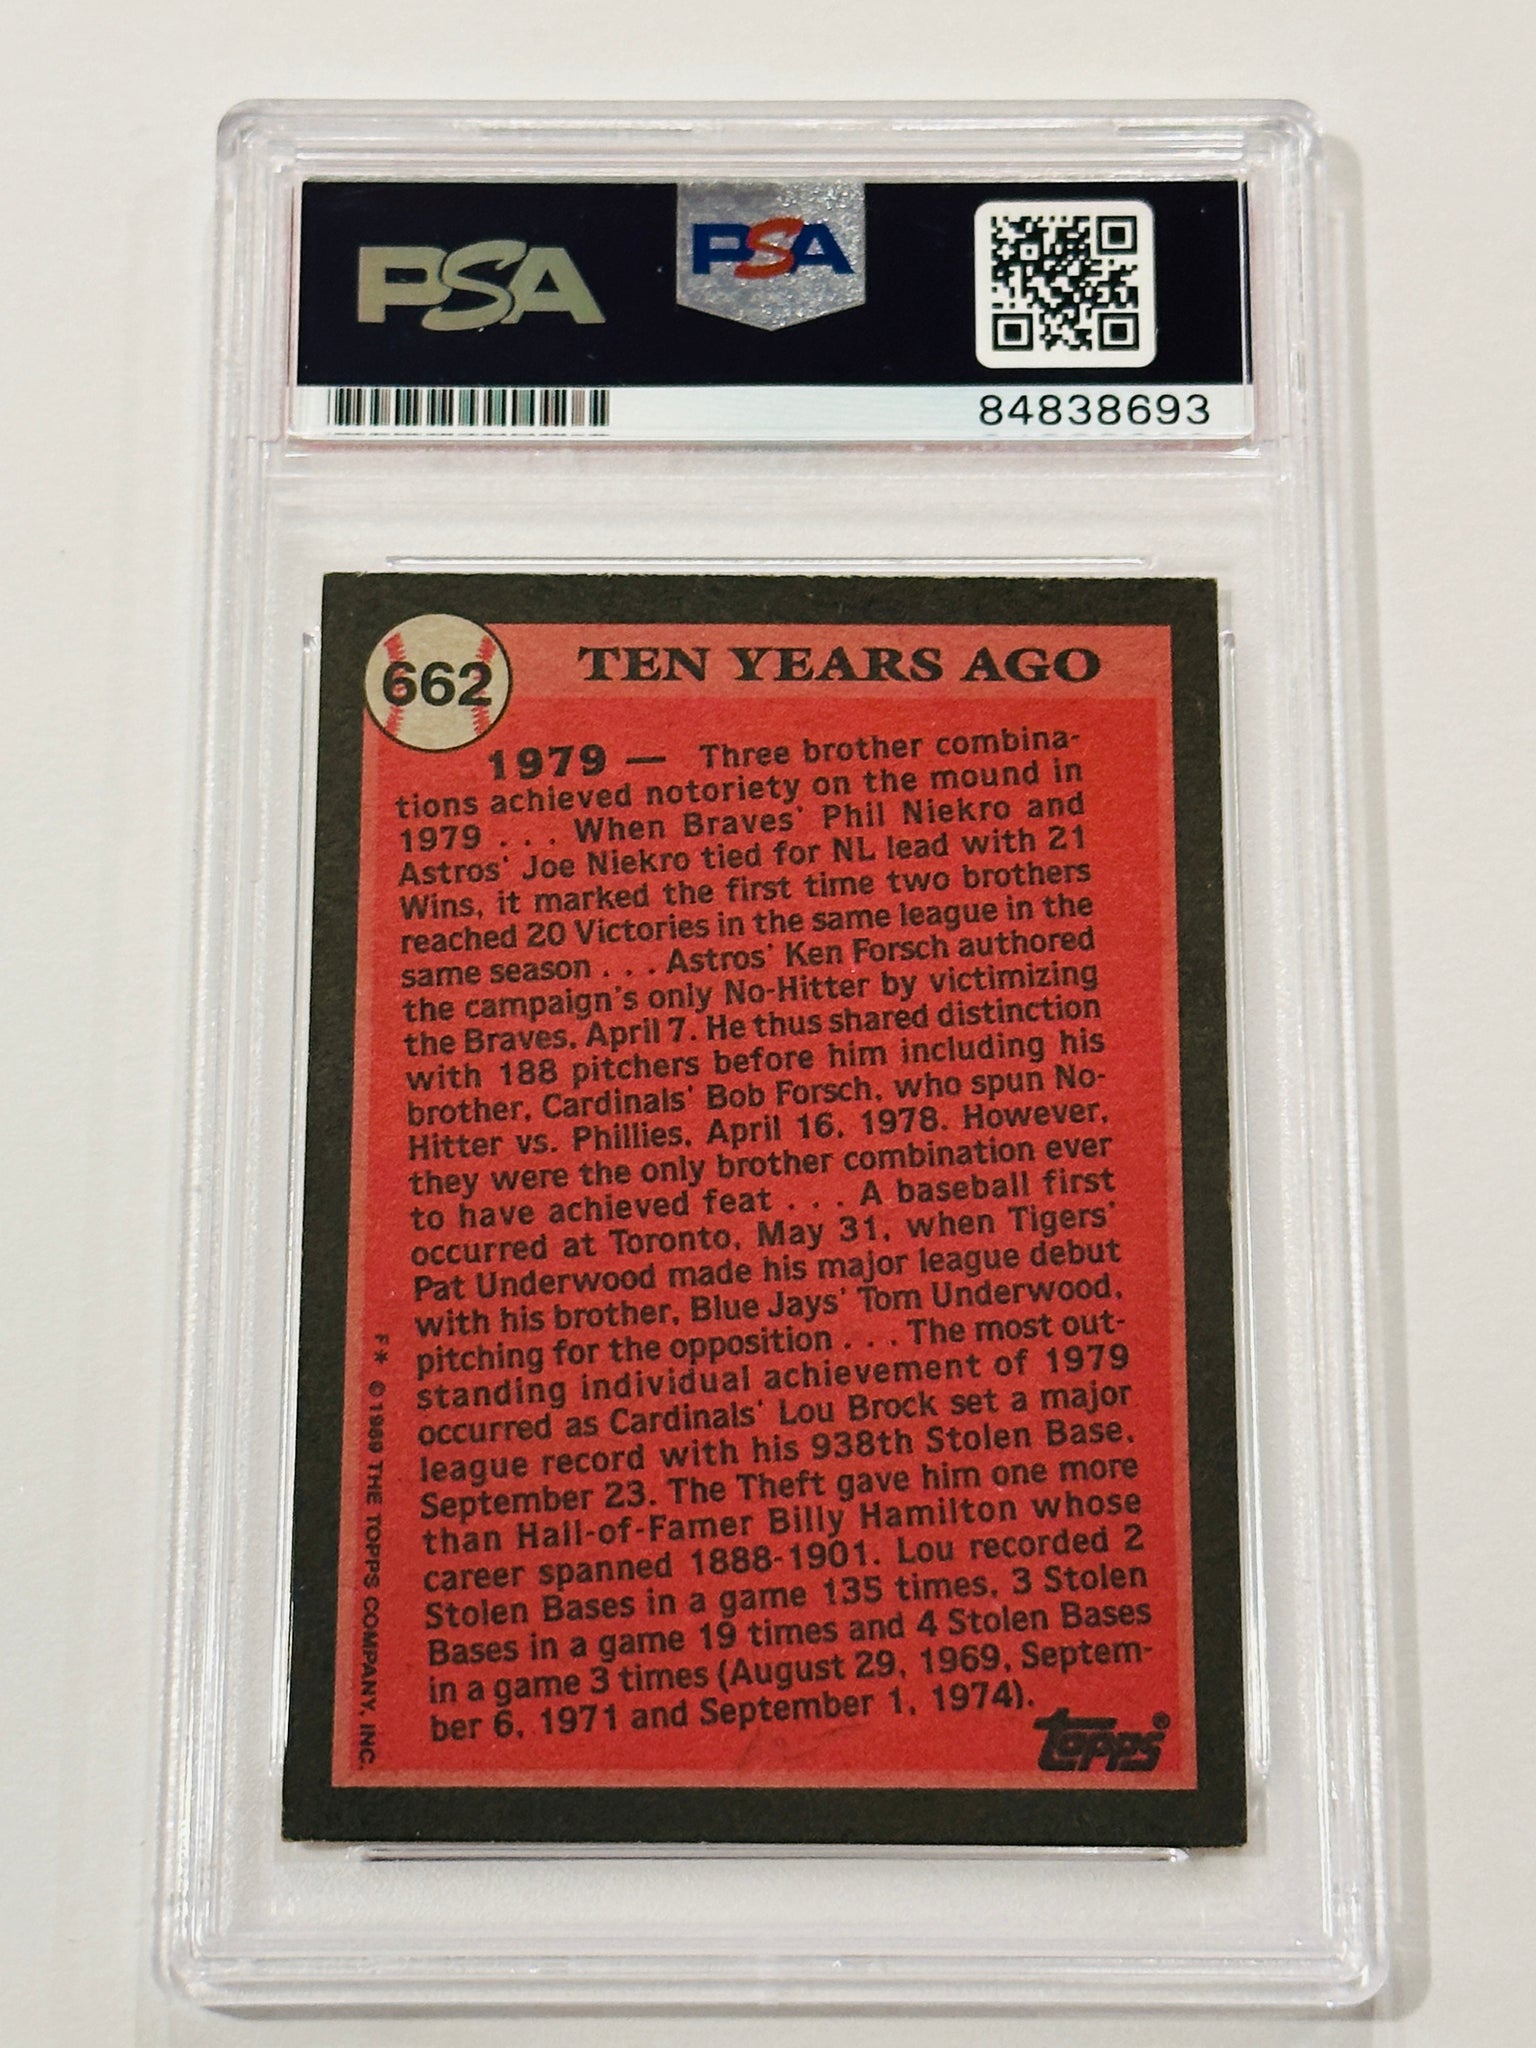 PSA
PSA
84838693
662
TEN YEARS AGO
1979 — Three brother combina-
tions achieved notoriety on the mound in
1979 . . . When Braves' Phil Niekro and
Astros' Joe Niekro tied for NL lead with 21
Wins, it marked the first time two brothers
reached 20 Victories in the same league in the
same season . . . Astros' Ken Forsch authored
the campaign's only No-Hitter by victimizing
the Braves, April 7. He thus shared distinction
with 188 pitchers before him including his
brother, Cardinals' Bob Forsch, who spun No-
Hitter vs. Phillies, April 16, 1978. However,
they were the only brother combination ever
to have achieved feat . . . A baseball first
occurred at Toronto, May 31, when Tigers'
Pat Underwood made his major league debut
with his brother, Blue Jays' Tom Underwood,
pitching for the opposition . . . The most out-
standing individual achievement of 1979
occurred as Cardinals' Lou Brock set a major
league record with his 938th Stolen Base,
September 23. The Theft gave him one more
than Hall-of-Famer Billy Hamilton whose
career spanned 1888-1901. Lou recorded 2
Stolen Bases in a game 135 times, 3 Stolen
Bases in a game 19 times and 4 Stolen Bases
in a game 3 times (August 29, 1969, Septem-
ber 6, 1971 and September 1, 1974).
F** © 1989 THE TOPPS COMPANY, INC.
Topps®